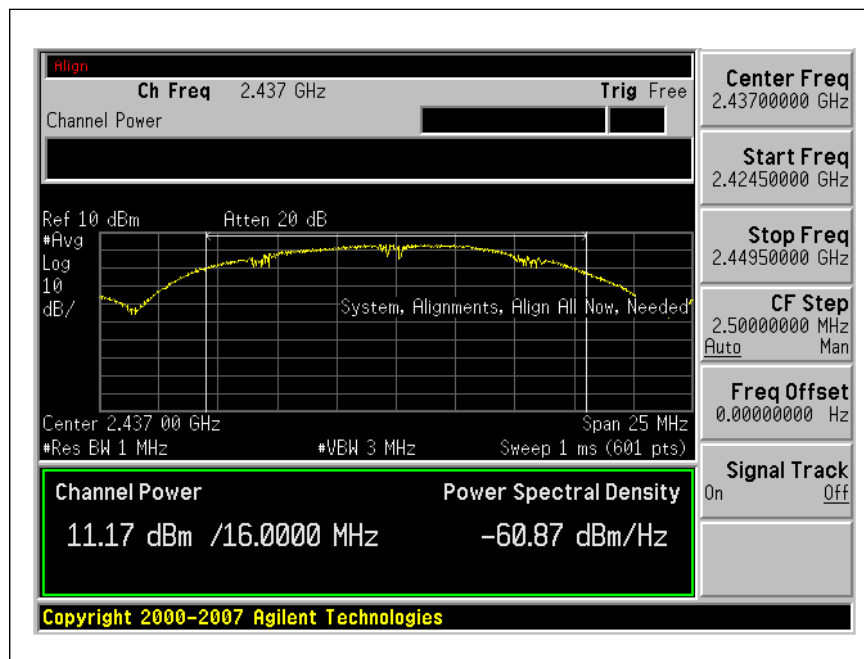 Align
Ch Freq 2.437 GHz Trig Free
Channel Power
Ref 10 dBm Atten 20 dB
#Avg
Log
10
dB/
System, Alignments, Align All Now, Needed
Center 2.437 00 GHz Span 25 MHz
#Res BW 1 MHz #VBW 3 MHz Sweep 1 ms (601 pts)
Channel Power Power Spectral Density
11.17 dBm /16.0000 MHz -60.87 dBm/Hz
Copyright 2000-2007 Agilent Technologies
Center Freq
2.43700000 GHz
Start Freq
2.42450000 GHz
Stop Freq
2.44950000 GHz
CF Step
2.50000000 MHz
Auto Man
Freq Offset
0.00000000 Hz
Signal Track
On Off